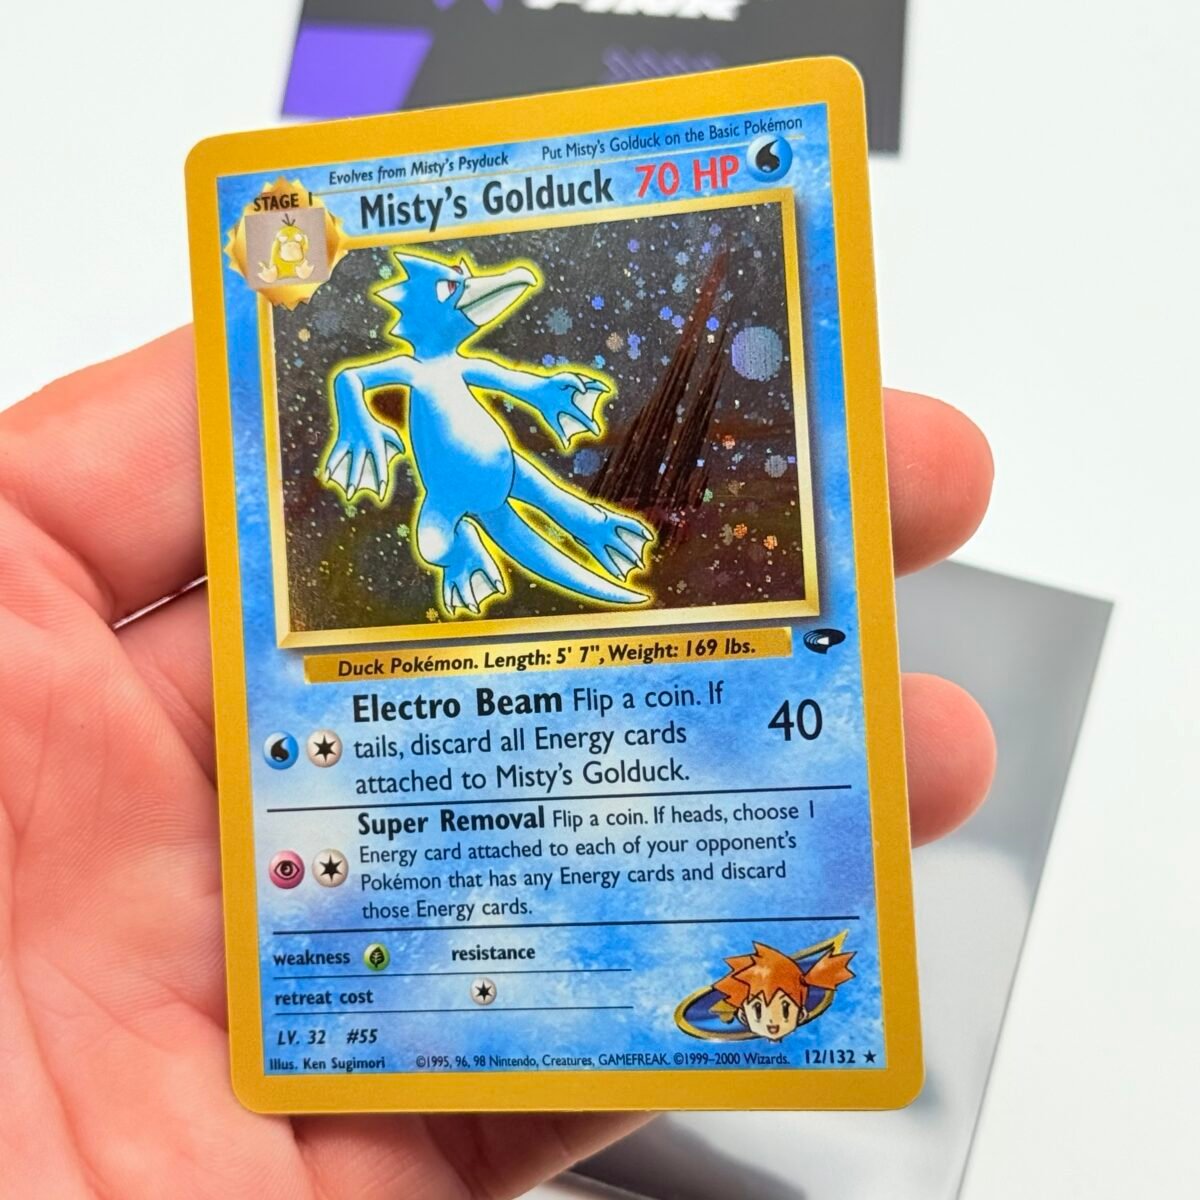 Evolves from Misty's Psyduck Put Misty's Golduck on the Basic Pokémon
STAGE 1 Misty's Golduck 70 HP
Duck Pokémon. Length: 5' 7", Weight: 169 lbs.
Electro Beam Flip a coin. If
tails, discard all Energy cards 40
attached to Misty's Golduck.
Super Removal Flip a coin. If heads, choose 1
Energy card attached to each of your opponent's
Pokémon that has any Energy cards and discard
those Energy cards.
weakness resistance
retreat cost
LV. 32 #55
Illus. Ken Sugimori ©1995, 96, 98 Nintendo, Creatures, GAMEFREAK. ©1999-2000 Wizards. 12/132 ★